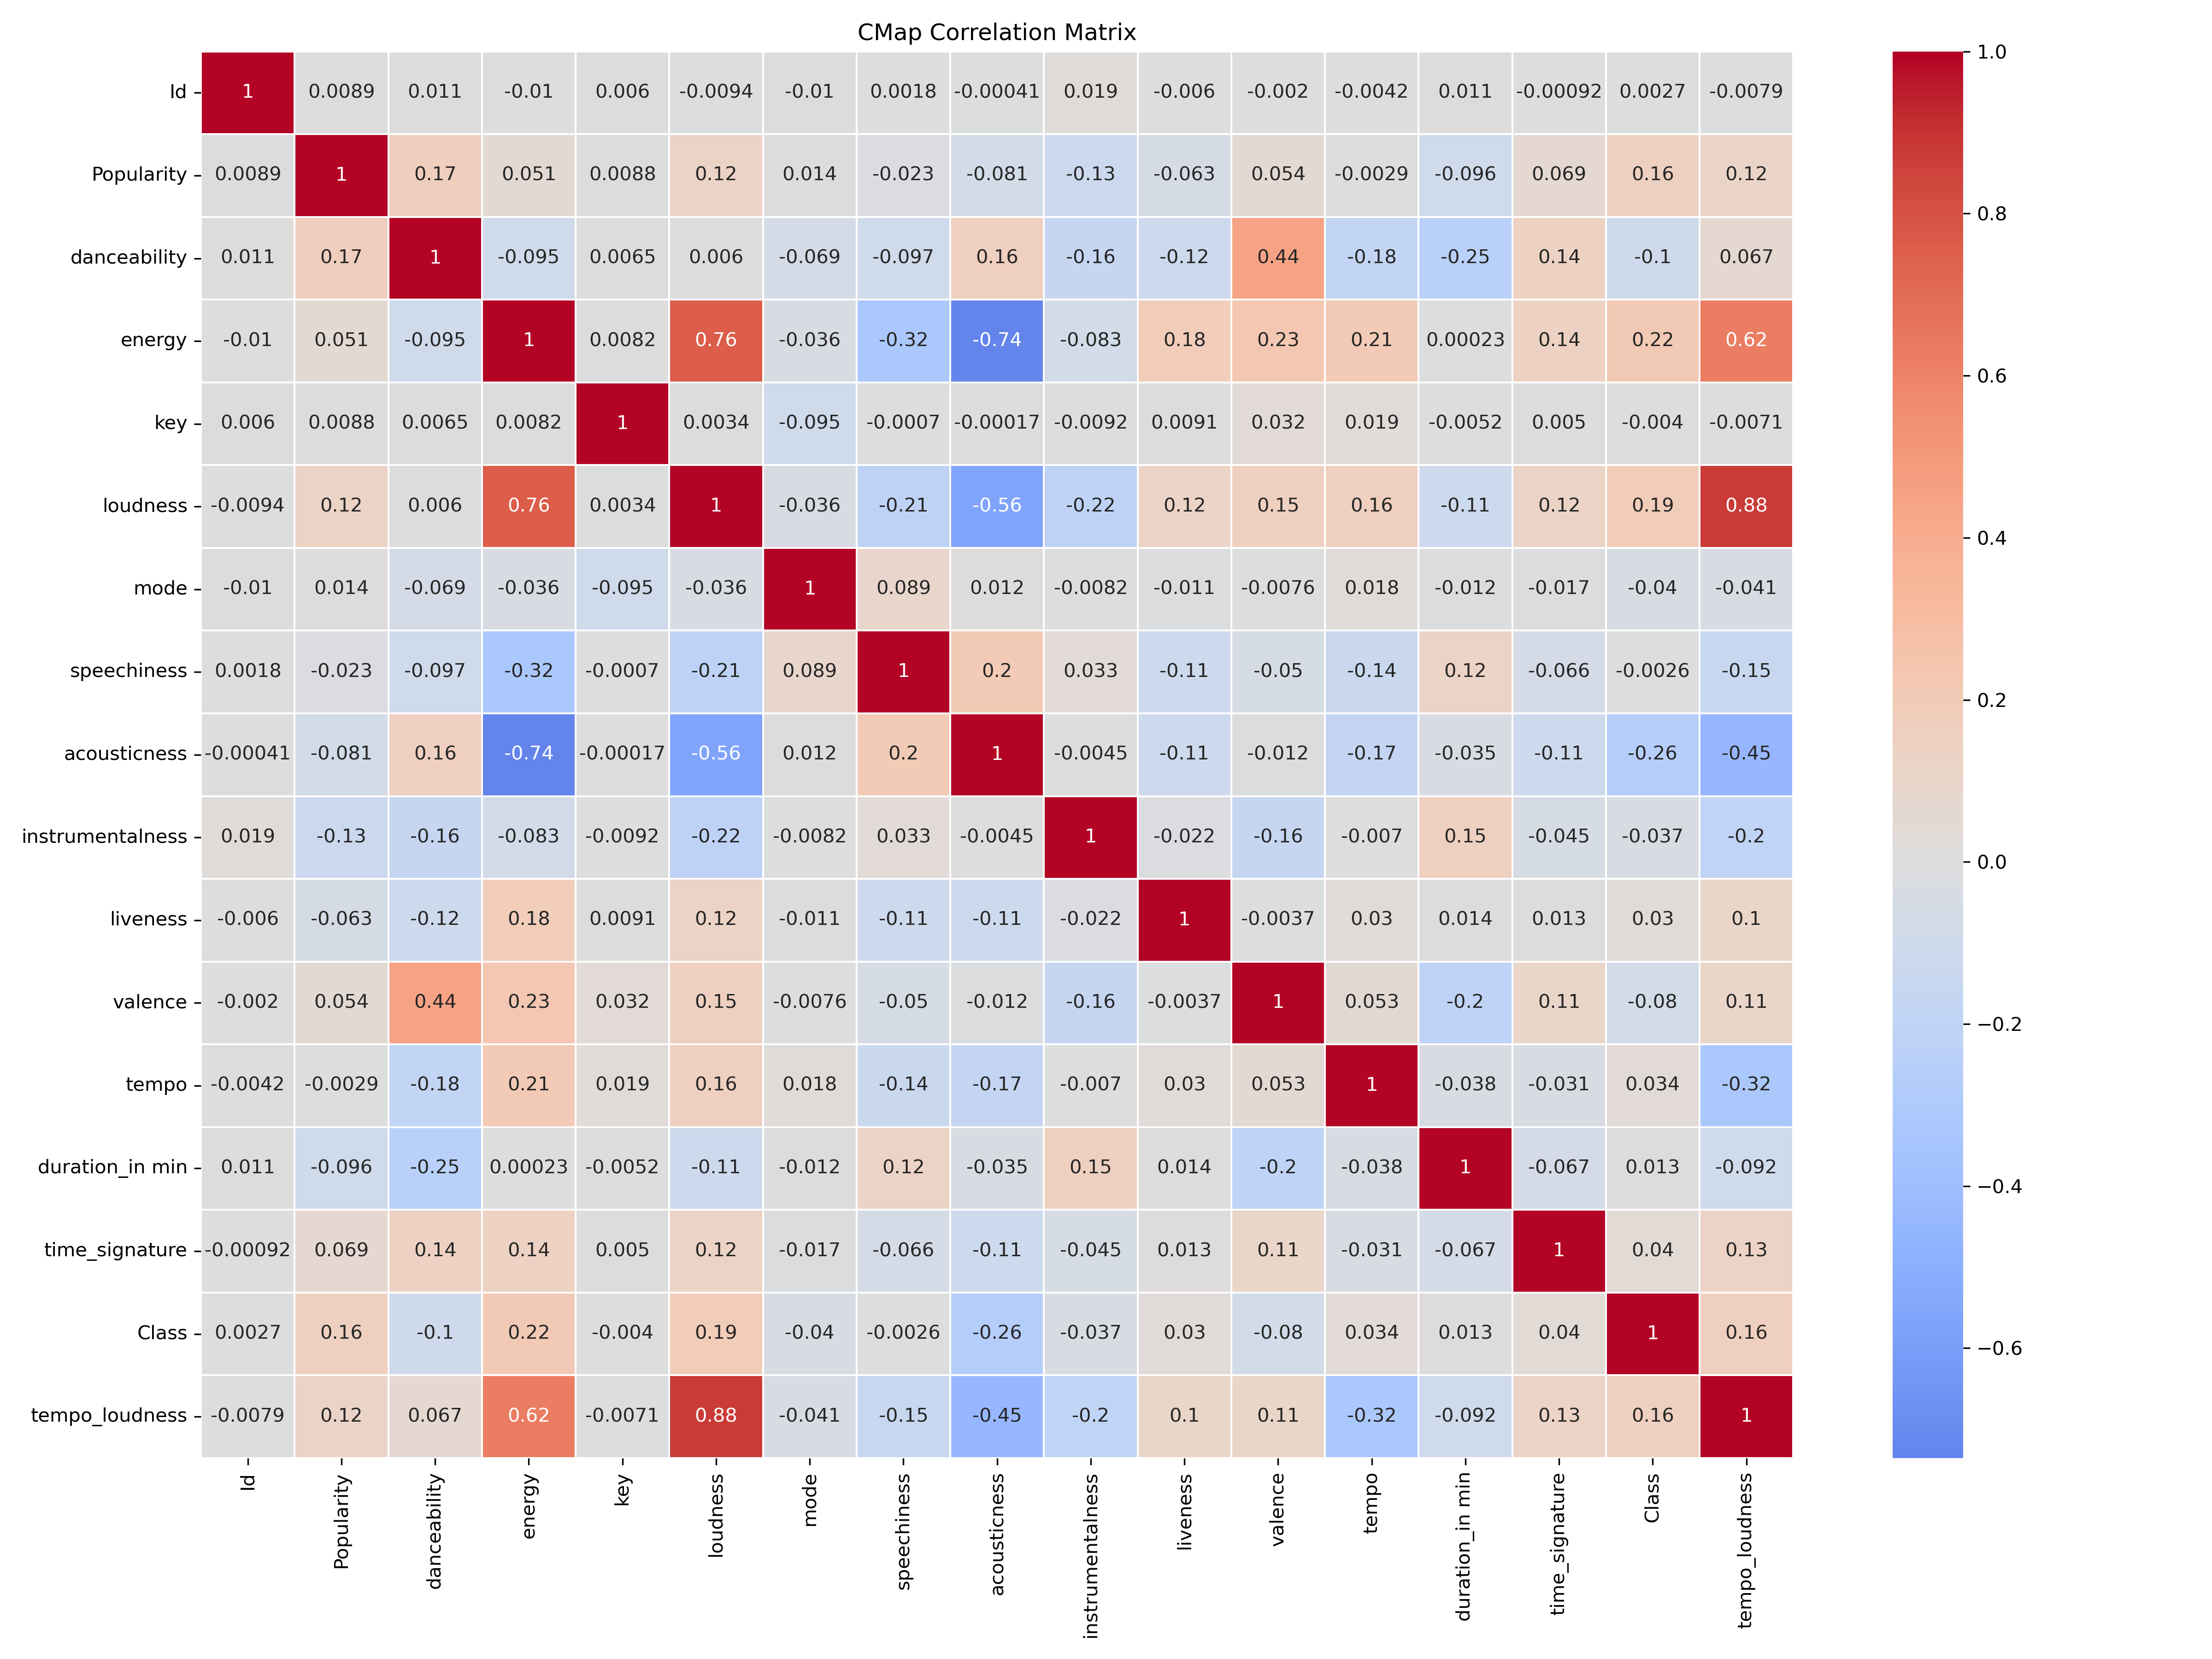 CMap Correlation Matrix
Id 1 0.0089 0.011 -0.01 0.006 -0.0094 -0.01 0.0018 -0.00041 0.019 -0.006 -0.002 -0.0042 0.011 -0.00092 0.0027 -0.0079
Popularity 0.0089 1 0.17 0.051 0.0088 0.12 0.014 -0.023 -0.081 -0.13 -0.063 0.054 -0.0029 -0.096 0.069 0.16 0.12
danceability 0.011 0.17 1 -0.095 0.0065 0.006 -0.069 -0.097 0.16 -0.16 -0.12 0.44 -0.18 -0.25 0.14 -0.1 0.067
energy -0.01 0.051 -0.095 1 0.0082 0.76 -0.036 -0.32 -0.74 -0.083 0.18 0.23 0.21 0.00023 0.14 0.22 0.62
key 0.006 0.0088 0.0065 0.0082 1 0.0034 -0.095 -0.0007 -0.00017 -0.0092 0.0091 0.032 0.019 -0.0052 0.005 -0.004 -0.0071
loudness -0.0094 0.12 0.006 0.76 0.0034 1 -0.036 -0.21 -0.56 -0.22 0.12 0.15 0.16 -0.11 0.12 0.19 0.88
mode -0.01 0.014 -0.069 -0.036 -0.095 -0.036 1 0.089 0.012 -0.0082 -0.011 -0.0076 0.018 -0.012 -0.017 -0.04 -0.041
speechiness 0.0018 -0.023 -0.097 -0.32 -0.0007 -0.21 0.089 1 0.2 0.033 -0.11 -0.05 -0.14 0.12 -0.066 -0.0026 -0.15
acousticness -0.00041 -0.081 0.16 -0.74 -0.00017 -0.56 0.012 0.2 1 -0.0045 -0.11 -0.012 -0.17 -0.035 -0.11 -0.26 -0.45
instrumentalness 0.019 -0.13 -0.16 -0.083 -0.0092 -0.22 -0.0082 0.033 -0.0045 1 -0.022 -0.16 -0.007 0.15 -0.045 -0.037 -0.2
liveness -0.006 -0.063 -0.12 0.18 0.0091 0.12 -0.011 -0.11 -0.11 -0.022 1 -0.0037 0.03 0.014 0.013 0.03 0.1
valence -0.002 0.054 0.44 0.23 0.032 0.15 -0.0076 -0.05 -0.012 -0.16 -0.0037 1 0.053 -0.2 0.11 -0.08 0.11
tempo -0.0042 -0.0029 -0.18 0.21 0.019 0.16 0.018 -0.14 -0.17 -0.007 0.03 0.053 1 -0.038 -0.031 0.034 -0.32
duration_in min 0.011 -0.096 -0.25 0.00023 -0.0052 -0.11 -0.012 0.12 -0.035 0.15 0.014 -0.2 -0.038 1 -0.067 0.013 -0.092
time_signature -0.00092 0.069 0.14 0.14 0.005 0.12 -0.017 -0.066 -0.11 -0.045 0.013 0.11 -0.031 -0.067 1 0.04 0.13
Class 0.0027 0.16 -0.1 0.22 -0.004 0.19 -0.04 -0.0026 -0.26 -0.037 0.03 -0.08 0.034 0.013 0.04 1 0.16
tempo_loudness -0.0079 0.12 0.067 0.62 -0.0071 0.88 -0.041 -0.15 -0.45 -0.2 0.1 0.11 -0.32 -0.092 0.13 0.16 1
Id Popularity danceability energy key loudness mode speechiness acousticness instrumentalness liveness valence tempo duration_in min time_signature Class tempo_loudness
1.0
0.8
0.6
0.4
0.2
0.0
−0.2
−0.4
−0.6